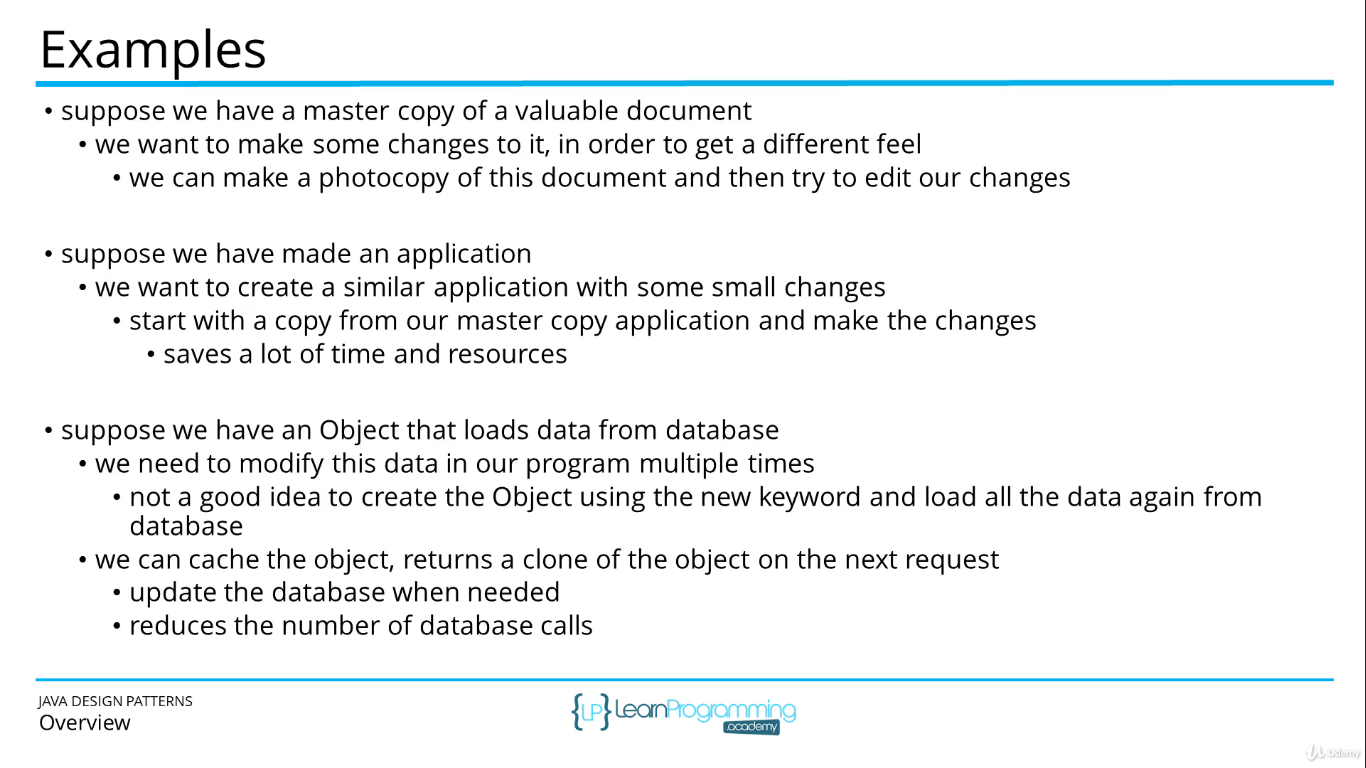 Examples
• suppose we have a master copy of a valuable document
• we want to make some changes to it, in order to get a different feel
• we can make a photocopy of this document and then try to edit our changes
• suppose we have made an application
• we want to create a similar application with some small changes
• start with a copy from our master copy application and make the changes
• saves a lot of time and resources
• suppose we have an Object that loads data from database
• we need to modify this data in our program multiple times
• not a good idea to create the Object using the new keyword and load all the data again from
database
• we can cache the object, returns a clone of the object on the next request
• update the database when needed
• reduces the number of database calls
JAVA DESIGN PATTERNS
Overview
{LP} LearnProgramming
.academy
Udemy